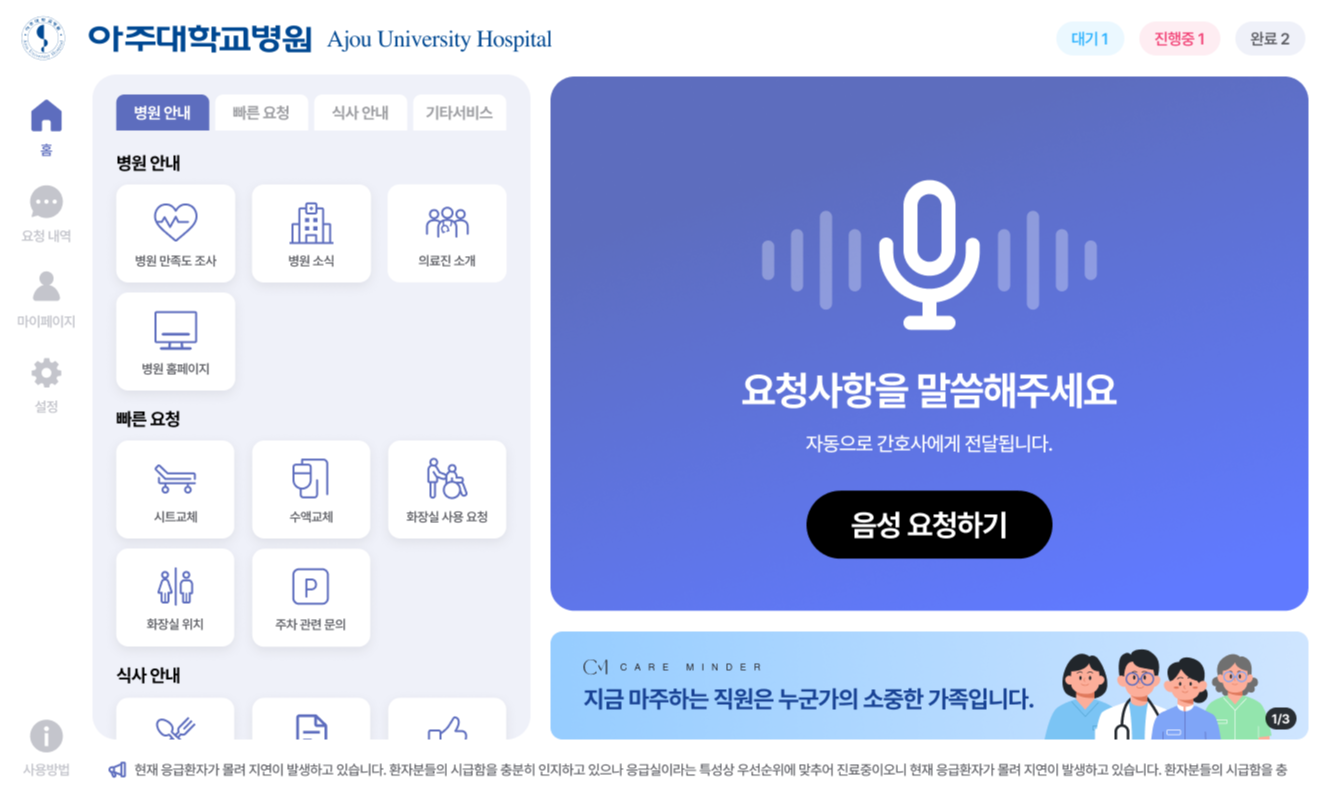 아주대학교병원 Ajou University Hospital
대기 1
진행중 1
완료 2
홈
요청 내역
마이페이지
설정
사용방법
병원 안내
빠른 요청
식사 안내
기타서비스
병원 안내
병원 만족도 조사
병원 소식
의료진 소개
병원 홈페이지
빠른 요청
시트교체
수액교체
화장실 사용 요청
화장실 위치
P
주차 관련 문의
식사 안내
요청사항을 말씀해주세요
자동으로 간호사에게 전달됩니다.
음성 요청하기
CM CARE MINDER
지금 마주하는 직원은 누군가의 소중한 가족입니다.
1/3
현재 응급환자가 몰려 지연이 발생하고 있습니다. 환자분들의 시급함을 충분히 인지하고 있으나 응급실이라는 특성상 우선순위에 맞추어 진료중이오니 현재 응급환자가 몰려 지연이 발생하고 있습니다. 환자분들의 시급함을 충